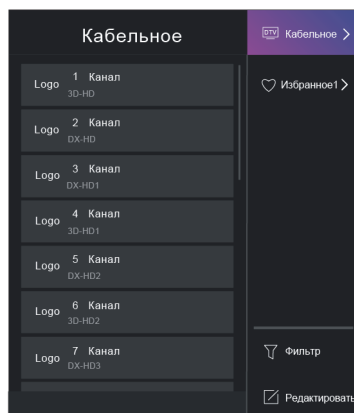 Кабельное
Logo 1 Канал
3D-HD
Logo 2 Канал
DX-HD
Logo 3 Канал
DX-HD1
Logo 4 Канал
3D-HD1
Logo 5 Канал
DX-HD2
Logo 6 Канал
3D-HD2
Logo 7 Канал
DX-HD3
DTV Кабельное
Избранное1
Фильтр
Редактировать